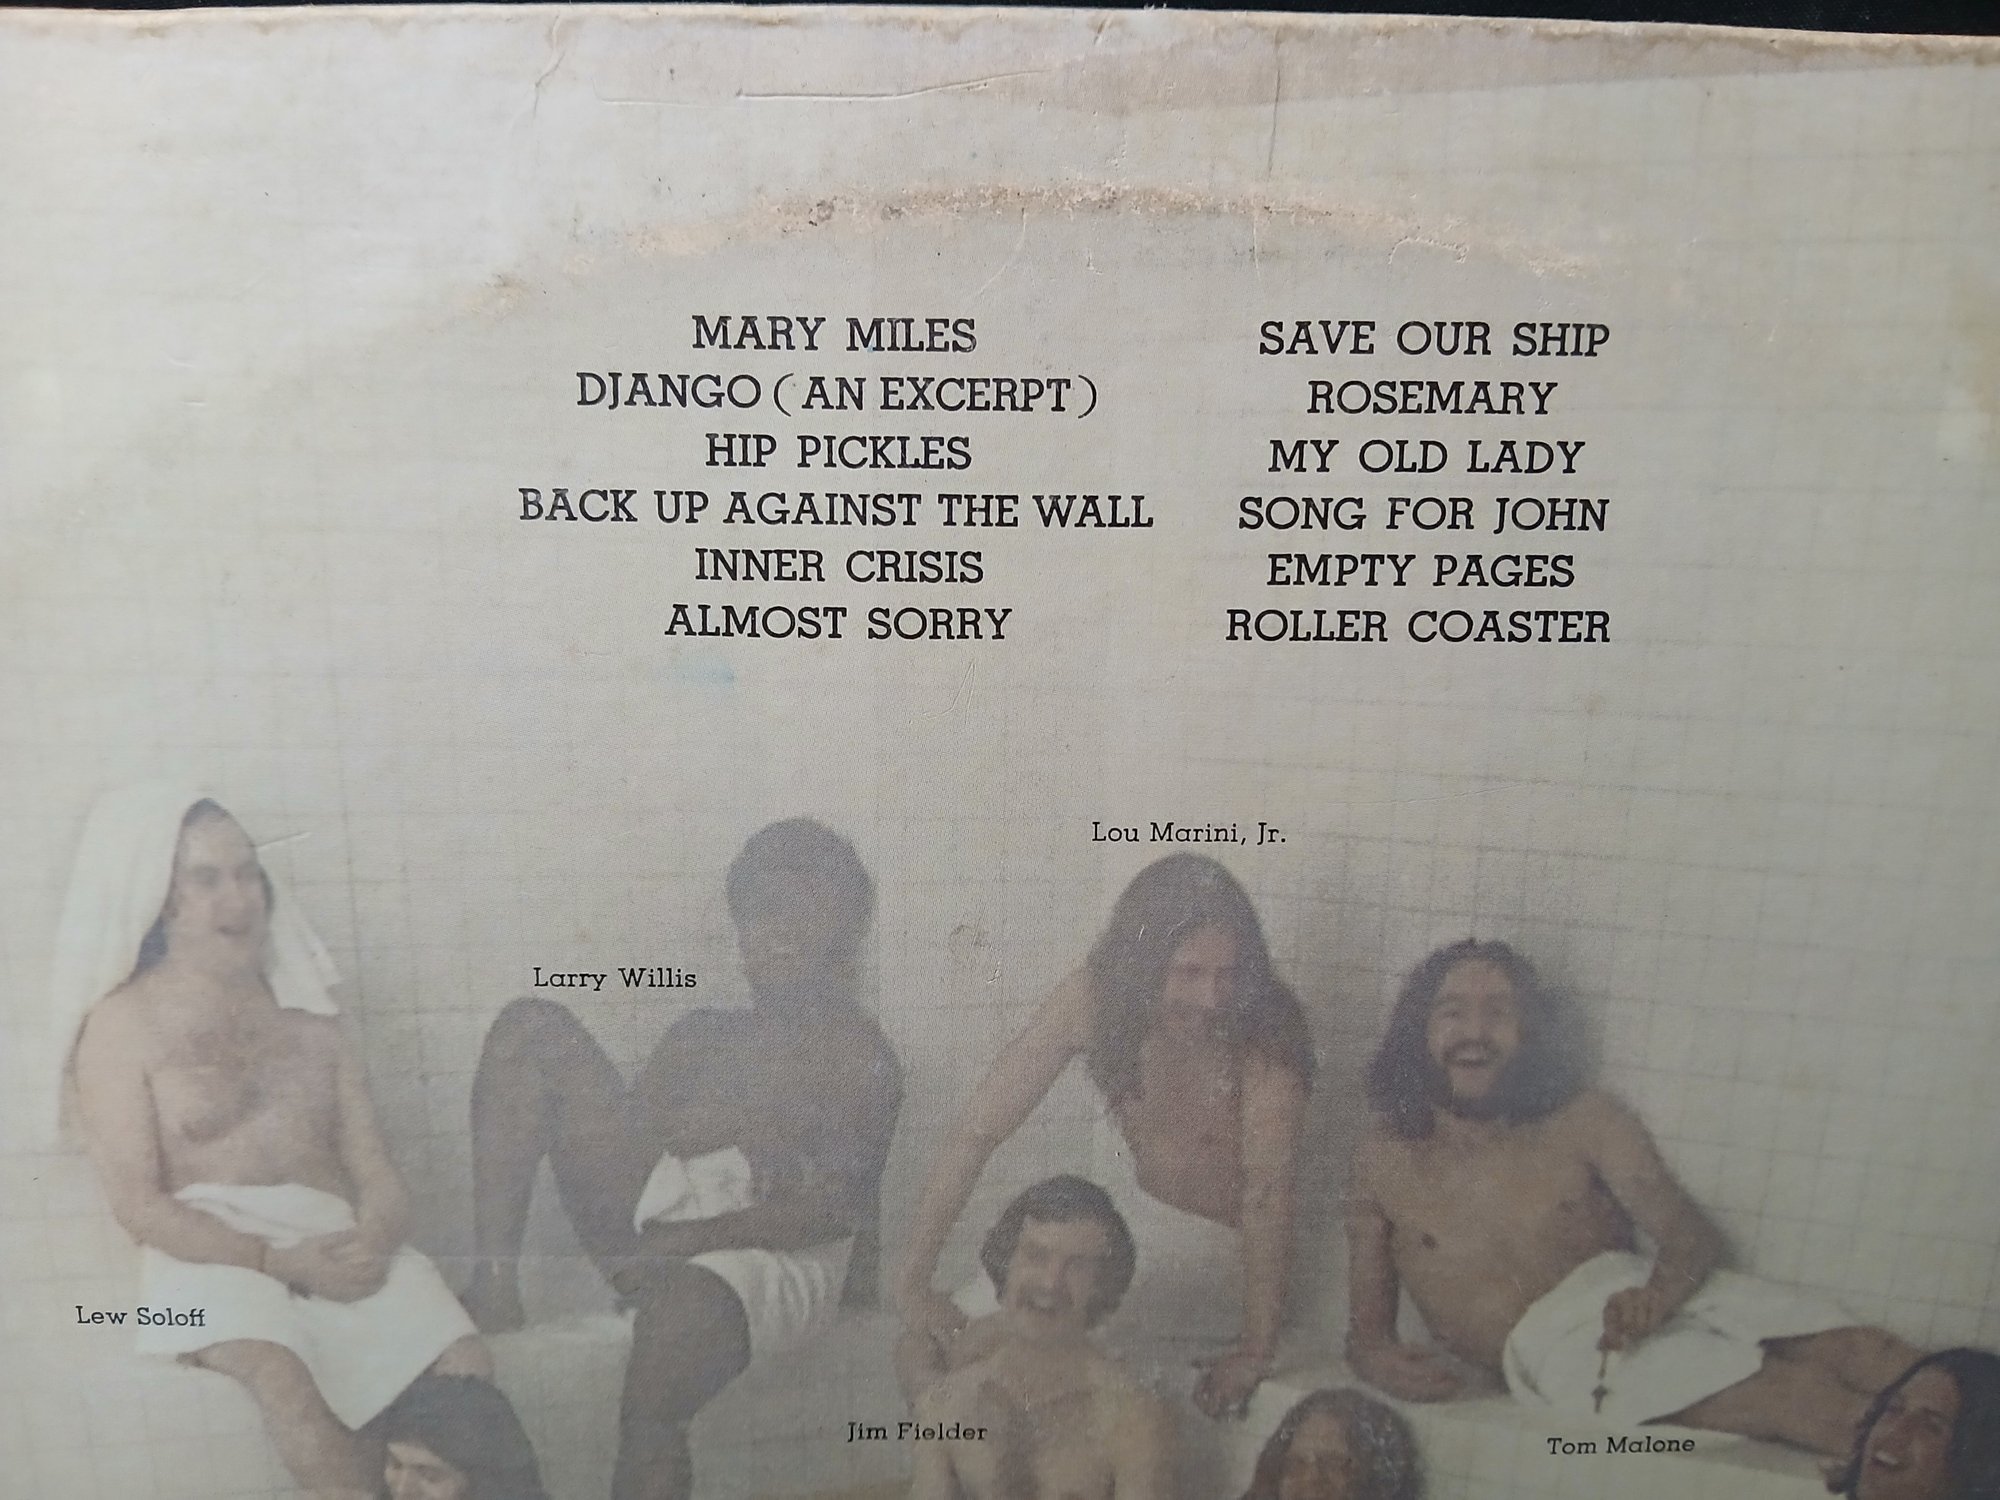 MARY MILES
DJANGO (AN EXCERPT)
HIP PICKLES
BACK UP AGAINST THE WALL
INNER CRISIS
ALMOST SORRY
SAVE OUR SHIP
ROSEMARY
MY OLD LADY
SONG FOR JOHN
EMPTY PAGES
ROLLER COASTER
Lou Marini, Jr.
Larry Willis
Lew Soloff
Jim Fielder
Tom Malone